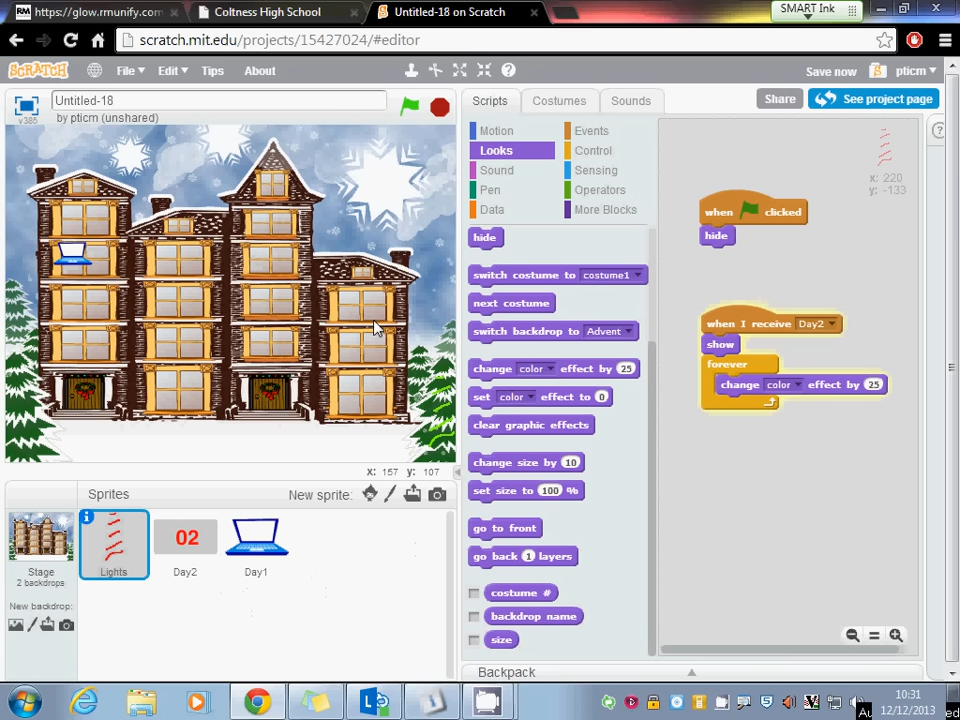 https://glow.rmunify.com
Coltness High School
Untitled-18 on Scratch
SMART Ink
scratch.mit.edu/projects/15427024/#editor
SCRATCH
File
Edit
Tips
About
Save now
pticm
Untitled-18
by pticm (unshared)
v385
Scripts
Costumes
Sounds
Share
See project page
Motion
Looks
Sound
Pen
Data
Events
Control
Sensing
Operators
More Blocks
hide
switch costume to costume1
next costume
switch backdrop to Advent
change color effect by 25
set color effect to 0
clear graphic effects
change size by 10
set size to 100 %
go to front
go back 1 layers
costume #
backdrop name
size
x: 220
y: -133
when clicked
hide
when I receive Day2
show
forever
change color effect by 25
x: 157 y: 107
Sprites
New sprite:
Stage
2 backdrops
New backdrop:
Lights
02
Day2
Day1
Backpack
10:31
12/12/2013